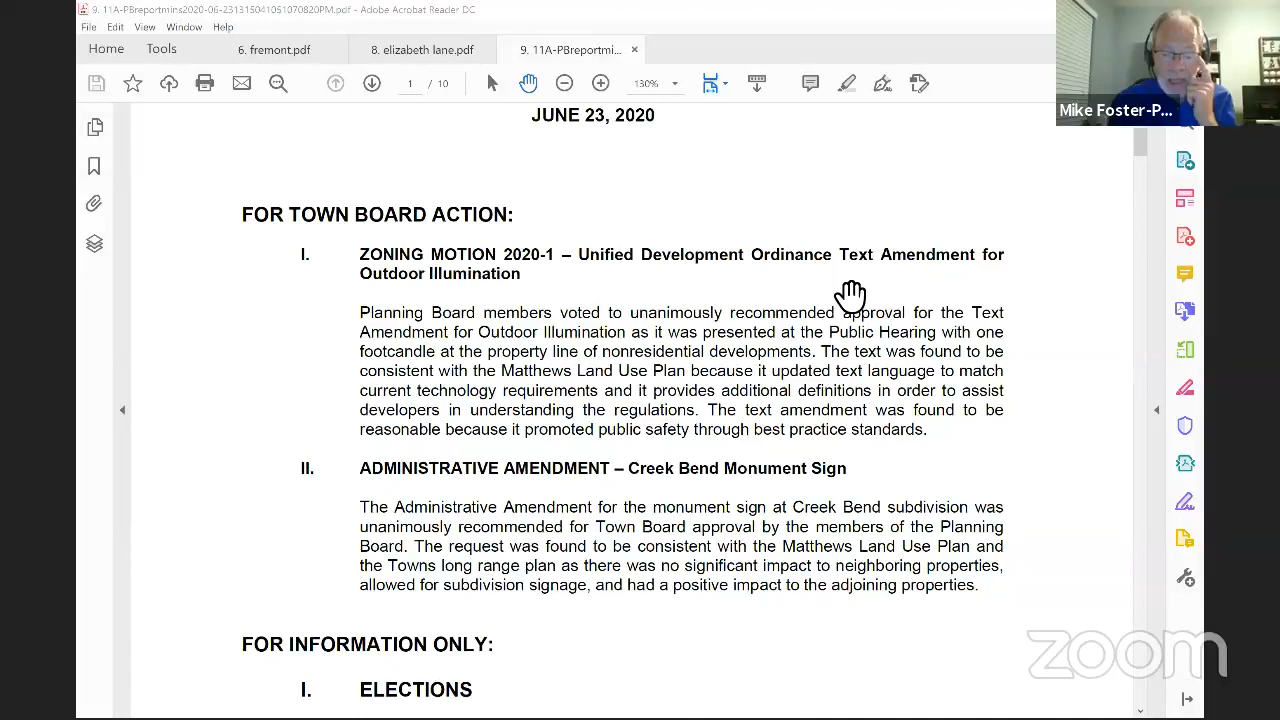 9. 11A-PBreportmins2020-06-23131504105107082​0PM.pdf - Adobe Acrobat Reader DC
File Edit View Window Help
Home Tools 6. fremont.pdf 8. elizabeth lane.pdf 9. 11A-PBreportmi... ×
1 / 10 130%
Mike Foster-P...
JUNE 23, 2020
FOR TOWN BOARD ACTION:
I. ZONING MOTION 2020-1 – Unified Development Ordinance Text Amendment for
Outdoor Illumination
Planning Board members voted to unanimously recommended approval for the Text
Amendment for Outdoor Illumination as it was presented at the Public Hearing with one
footcandle at the property line of nonresidential developments. The text was found to be
consistent with the Matthews Land Use Plan because it updated text language to match
current technology requirements and it provides additional definitions in order to assist
developers in understanding the regulations. The text amendment was found to be
reasonable because it promoted public safety through best practice standards.
II. ADMINISTRATIVE AMENDMENT – Creek Bend Monument Sign
The Administrative Amendment for the monument sign at Creek Bend subdivision was
unanimously recommended for Town Board approval by the members of the Planning
Board. The request was found to be consistent with the Matthews Land Use Plan and
the Towns long range plan as there was no significant impact to neighboring properties,
allowed for subdivision signage, and had a positive impact to the adjoining properties.
FOR INFORMATION ONLY:
I. ELECTIONS
zoom